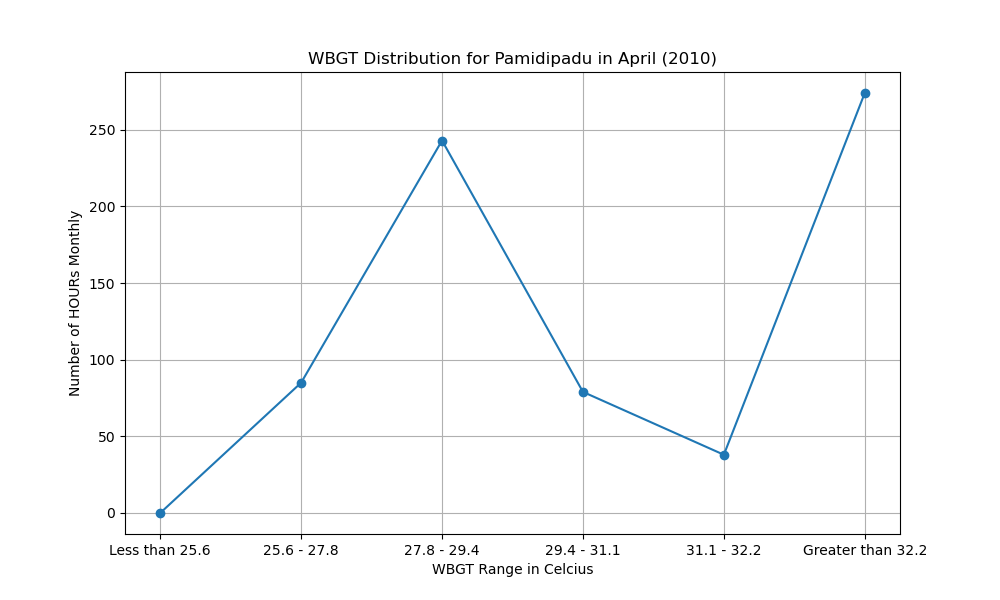 WBGT Distribution for Pamidipadu in April (2010)
Number of HOURs Monthly
250
200
150
100
50
0
Less than 25.6 25.6 - 27.8 27.8 - 29.4 29.4 - 31.1 31.1 - 32.2 Greater than 32.2
WBGT Range in Celcius